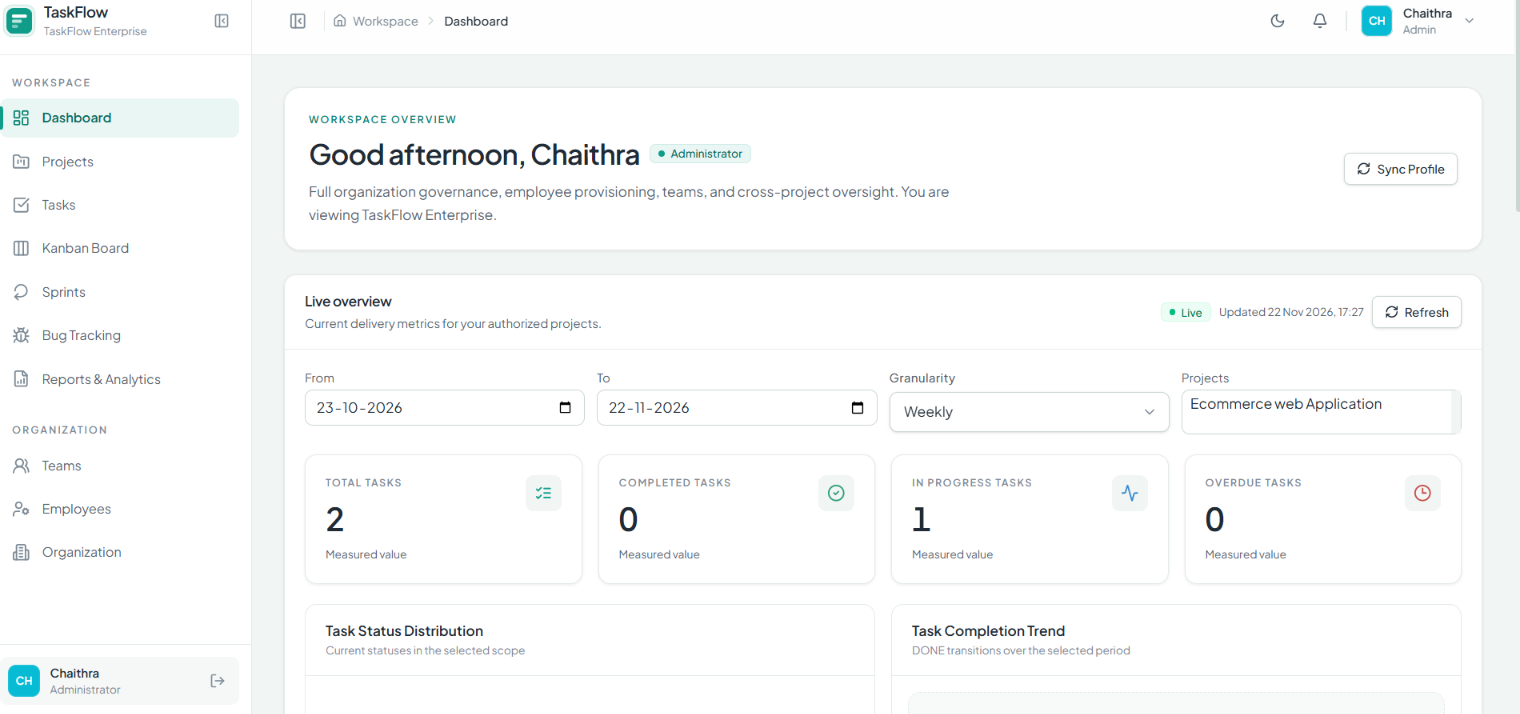 TaskFlow
TaskFlow Enterprise
WORKSPACE
Dashboard
Projects
Tasks
Kanban Board
Sprints
Bug Tracking
Reports & Analytics
ORGANIZATION
Teams
Employees
Organization
CH
Chaithra
Administrator
Workspace
Dashboard
CH
Chaithra
Admin
WORKSPACE OVERVIEW
Good afternoon, Chaithra
Administrator
Full organization governance, employee provisioning, teams, and cross-project oversight. You are
viewing TaskFlow Enterprise.
Sync Profile
Live overview
Current delivery metrics for your authorized projects.
Live
Updated 22 Nov 2026, 17:27
Refresh
From
23-10-2026
To
22-11-2026
Granularity
Weekly
Projects
Ecommerce web Application
TOTAL TASKS
2
Measured value
COMPLETED TASKS
0
Measured value
IN PROGRESS TASKS
1
Measured value
OVERDUE TASKS
0
Measured value
Task Status Distribution
Current statuses in the selected scope
Task Completion Trend
DONE transitions over the selected period